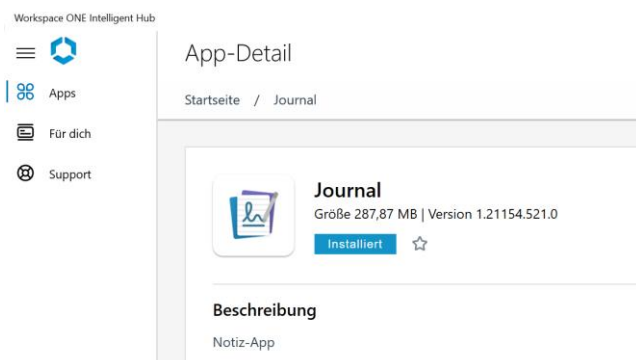 Workspace ONE Intelligent Hub
App-Detail
Apps
Startseite / Journal
Für dich
Support
Journal
Größe 287,87 MB | Version 1.21154.521.0
Installiert
Beschreibung
Notiz-App